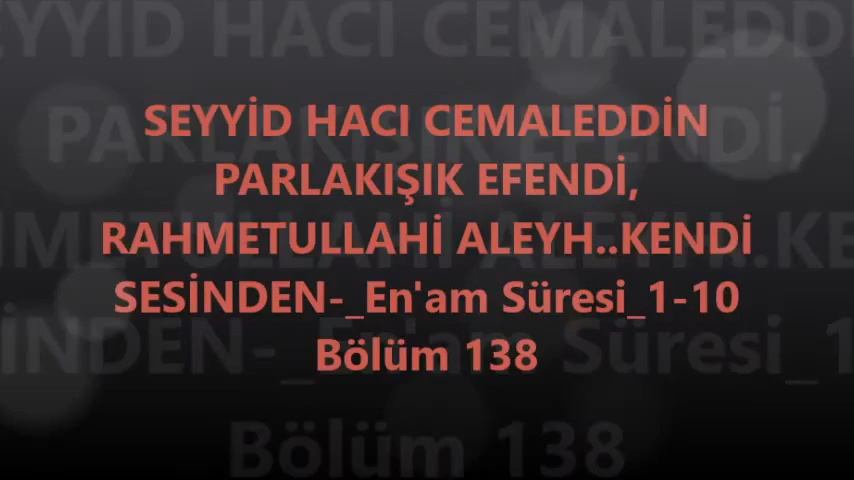 SEYYİD HACI CEMALEDDİN
PARLAKIŞIK EFENDİ,
RAHMETULLAHİ ALEYH..KENDİ
SESİNDEN-_En'am Süresi_1-10
Bölüm 138